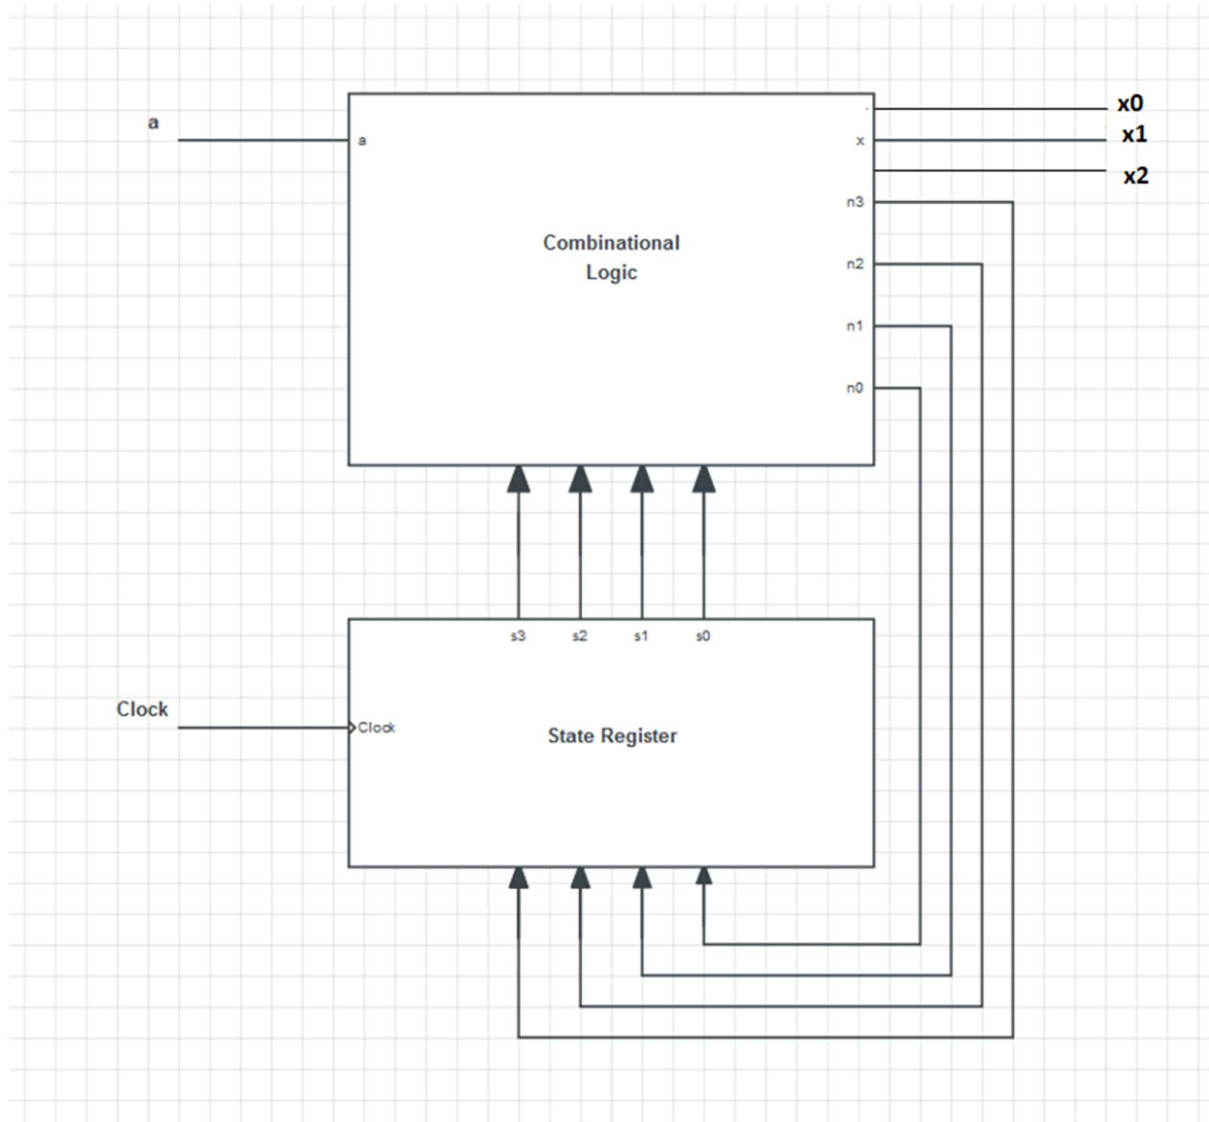 x0
a
a
x
x1
x2
n3
Combinational
Logic
n2
n1
n0
s3 s2 s1 s0
Clock
Clock
State Register